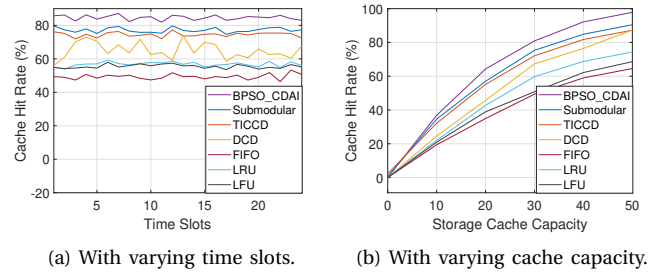 80
60
40
20
0
-20
Cache Hit Rate (%)
5
10
15
20
Time Slots
BPSO_CDAI
Submodular
TICCD
DCD
FIFO
LRU
LFU
(a) With varying time slots.
100
80
60
40
20
0
Cache Hit Rate (%)
0
10
20
30
40
50
Storage Cache Capacity
BPSO_CDAI
Submodular
TICCD
DCD
FIFO
LRU
LFU
(b) With varying cache capacity.